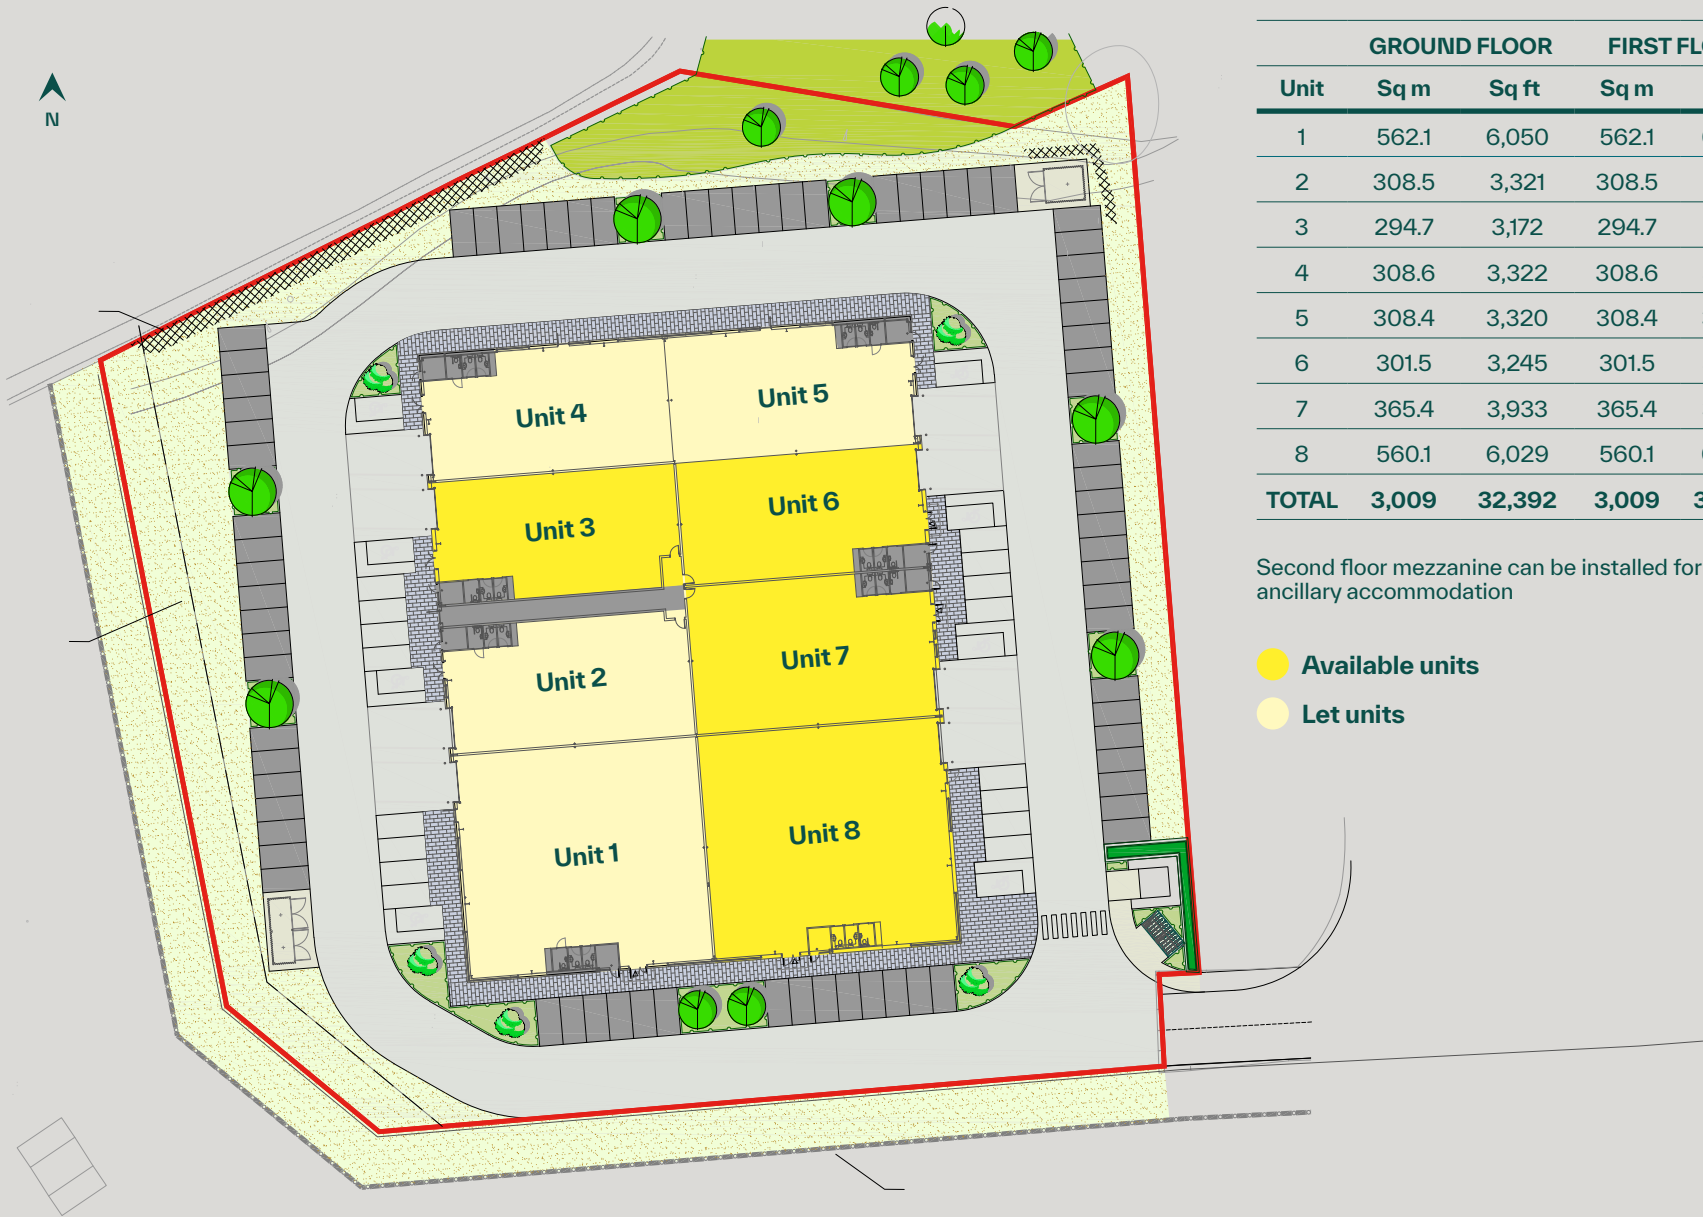 N
GROUND FLOOR FIRST
Unit Sq m Sq ft Sq m
1 562.1 6,050 562.1
2 308.5 3,321 308.5
3 294.7 3,172 294.7
4 308.6 3,322 308.6
5 308.4 3,320 308.4
6 301.5 3,245 301.5
7 365.4 3,933 365.4
8 560.1 6,029 560.1
TOTAL 3,009 32,392 3,009
Second floor mezzanine can be installed for
ancillary accommodation
Available units
Let units
Unit 4
Unit 5
Unit 3
Unit 6
Unit 2
Unit 7
Unit 1
Unit 8